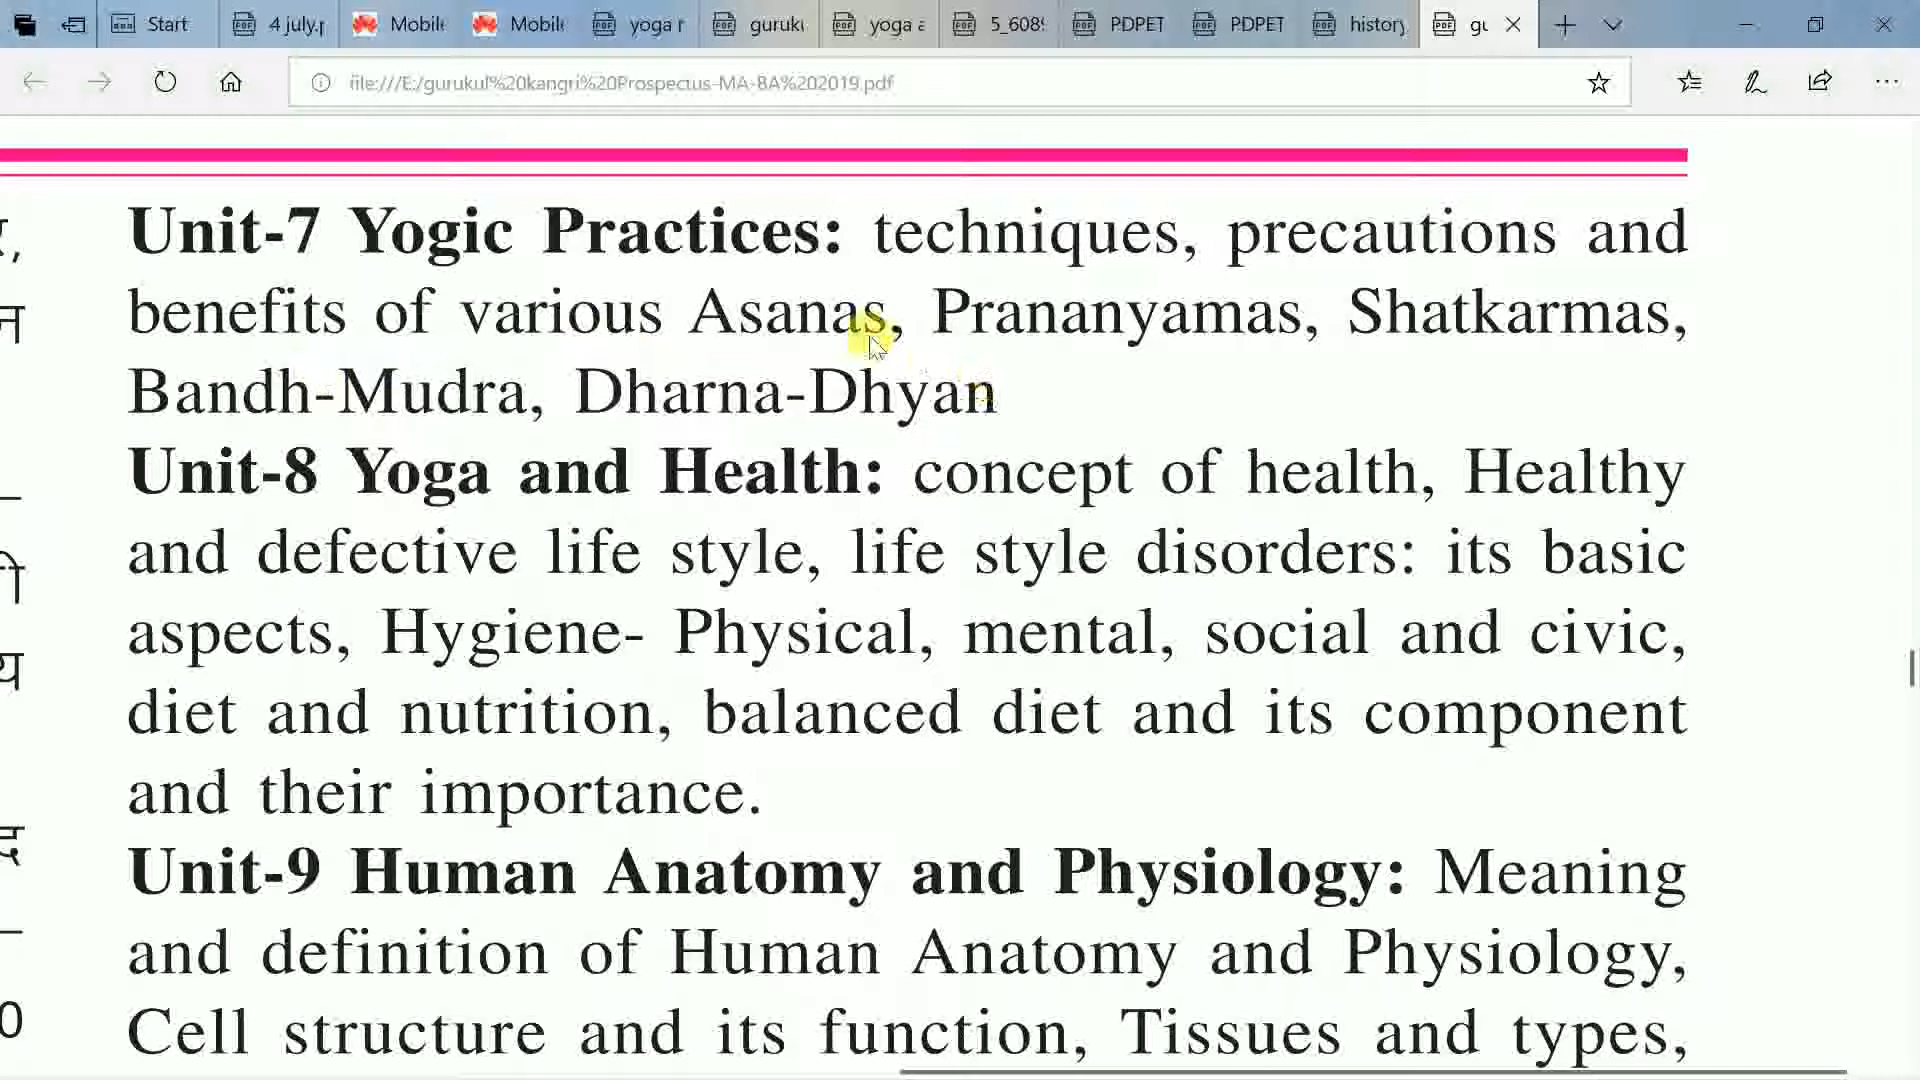 Start
4 july.p
Mobile
Mobile
yoga r
guruku
yoga a
5_6089
PDPET
PDPET
history
gu
file:///E:/gurukul%20kangri%20Prospectus-MA-BA%202019.pdf
Unit-7 Yogic Practices: techniques, precautions and
benefits of various Asanas, Prananyamas, Shatkarmas,
Bandh-Mudra, Dharna-Dhyan
Unit-8 Yoga and Health: concept of health, Healthy
and defective life style, life style disorders: its basic
aspects, Hygiene- Physical, mental, social and civic,
diet and nutrition, balanced diet and its component
and their importance.
Unit-9 Human Anatomy and Physiology: Meaning
and definition of Human Anatomy and Physiology,
Cell structure and its function, Tissues and types,